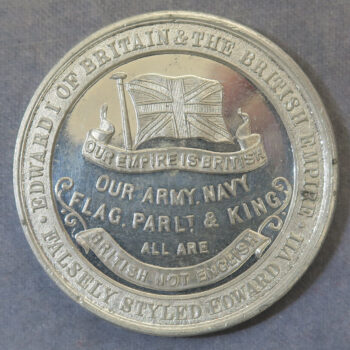 · EDWARD I OF BRITAIN & THE BRITISH EMPIRE ·
FALSELY STYLED EDWARD VII
OUR EMPIRE IS BRITISH
OUR ARMY, NAVY
FLAG, PARLT. & KING
ALL ARE
BRITISH NOT ENGLISH